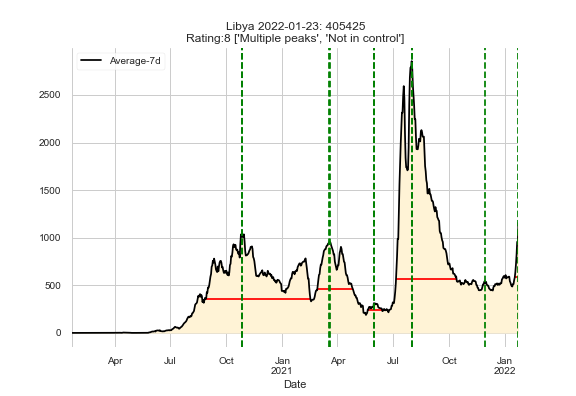 Libya 2022-01-23: 405425
Rating:8 ['Multiple peaks', 'Not in control']
Average-7d
2500
2000
1500
1000
500
0
Apr Jul Oct Jan Apr Jul Oct Jan
2021 2022
Date